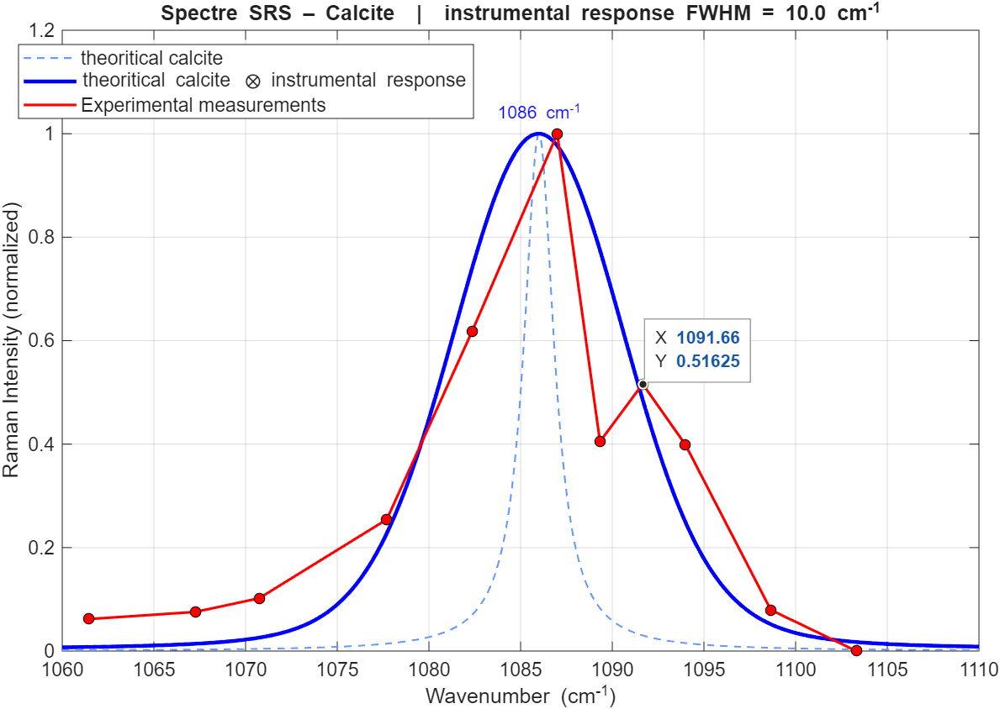 Spectre SRS – Calcite | instrumental response FWHM = 10.0 cm-1
1.2
theoritical calcite
theoritical calcite ⊗ instrumental response
Experimental measurements
1086 cm-1
1
0.8
0.6
0.4
0.2
0
X 1091.66
Y 0.51625
Raman Intensity (normalized)
1060 1065 1070 1075 1080 1085 1090 1095 1100 1105 1110
Wavenumber (cm-1)